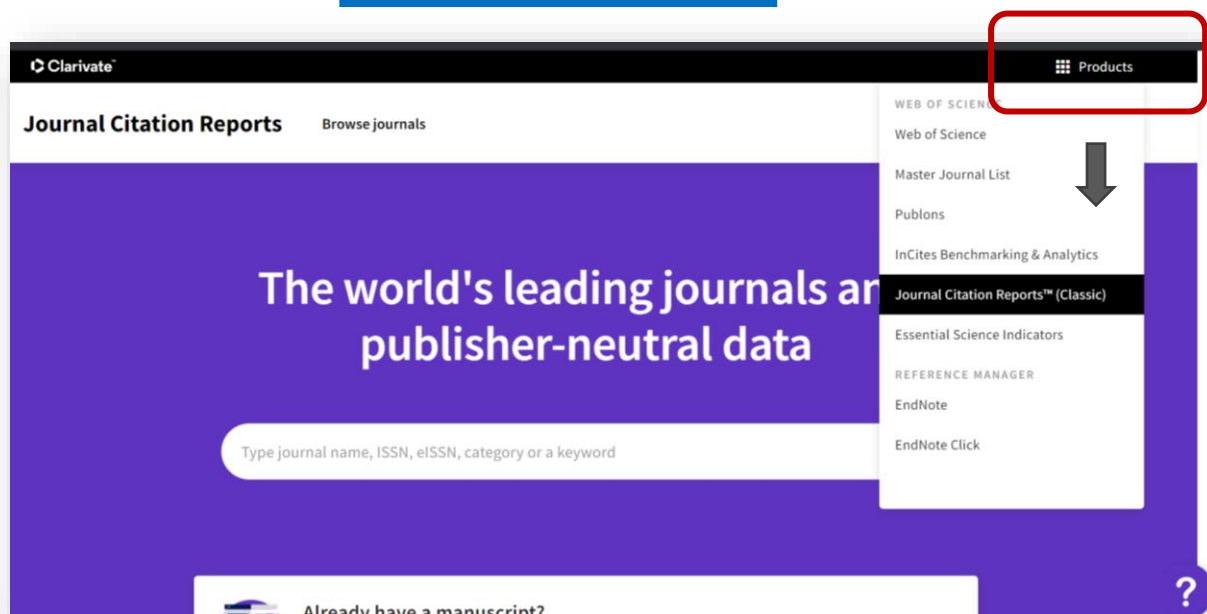 Clarivate™
Products
Journal Citation Reports
Browse journals
WEB OF SCIENCE
Web of Science
Master Journal List
Publons
InCites Benchmarking & Analytics
Journal Citation Reports™ (Classic)
Essential Science Indicators
REFERENCE MANAGER
EndNote
EndNote Click
The world's leading journals an
publisher-neutral data
Type journal name, ISSN, eISSN, category or a keyword
Already have a manuscript?
?